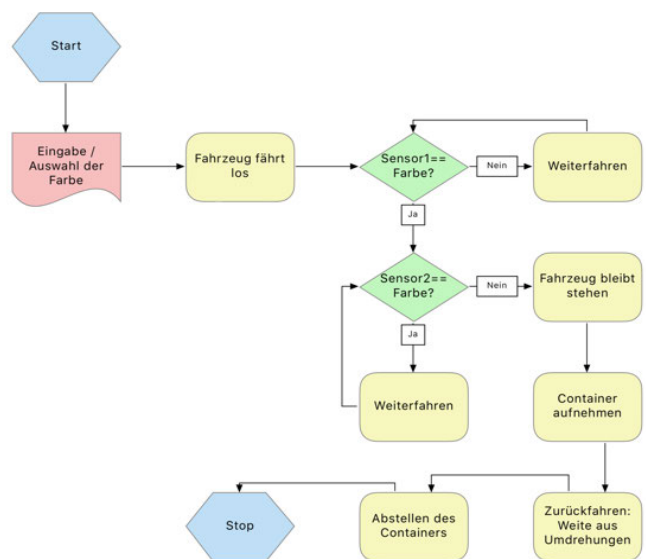 Start
Eingabe /
Auswahl der
Farbe
Fahrzeug fährt
los
Sensor1==
Farbe?
Nein
Weiterfahren
Ja
Sensor2==
Farbe?
Nein
Fahrzeug bleibt
stehen
Ja
Weiterfahren
Container
aufnehmen
Stop
Abstellen des
Containers
Zurückfahren:
Weite aus
Umdrehungen